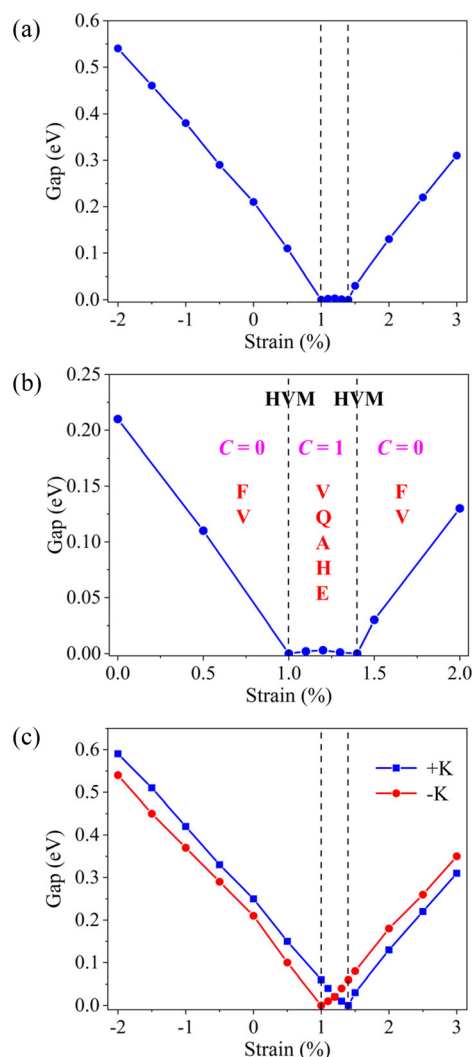 (a)
Gap (eV)
0.6
0.5
0.4
0.3
0.2
0.1
0.0
-2 -1 0 1 2 3
Strain (%)
(b)
Gap (eV)
0.25
0.20
0.15
0.10
0.05
0.00
HVM HVM
C = 0 C = 1 C = 0
F V F
V Q V
A
H
E
0.0 0.5 1.0 1.5 2.0
Strain (%)
(c)
Gap (eV)
0.6
0.5
0.4
0.3
0.2
0.1
0.0
+K
-K
-2 -1 0 1 2 3
Strain (%)